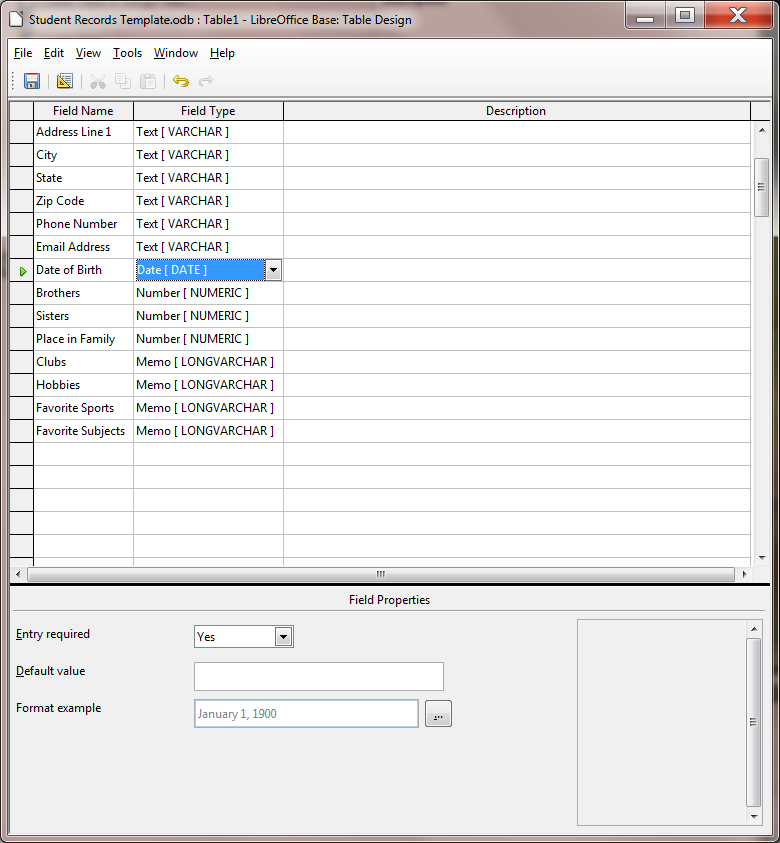 Student Records Template.odb : Table1 - LibreOffice Base: Table Design
File Edit View Tools Window Help
Field Name Field Type Description
Address Line 1 Text [ VARCHAR ]
City Text [ VARCHAR ]
State Text [ VARCHAR ]
Zip Code Text [ VARCHAR ]
Phone Number Text [ VARCHAR ]
Email Address Text [ VARCHAR ]
Date of Birth Date [ DATE ]
Brothers Number [ NUMERIC ]
Sisters Number [ NUMERIC ]
Place in Family Number [ NUMERIC ]
Clubs Memo [ LONGVARCHAR ]
Hobbies Memo [ LONGVARCHAR ]
Favorite Sports Memo [ LONGVARCHAR ]
Favorite Subjects Memo [ LONGVARCHAR ]
Field Properties
Entry required Yes
Default value
Format example January 1, 1900 ...